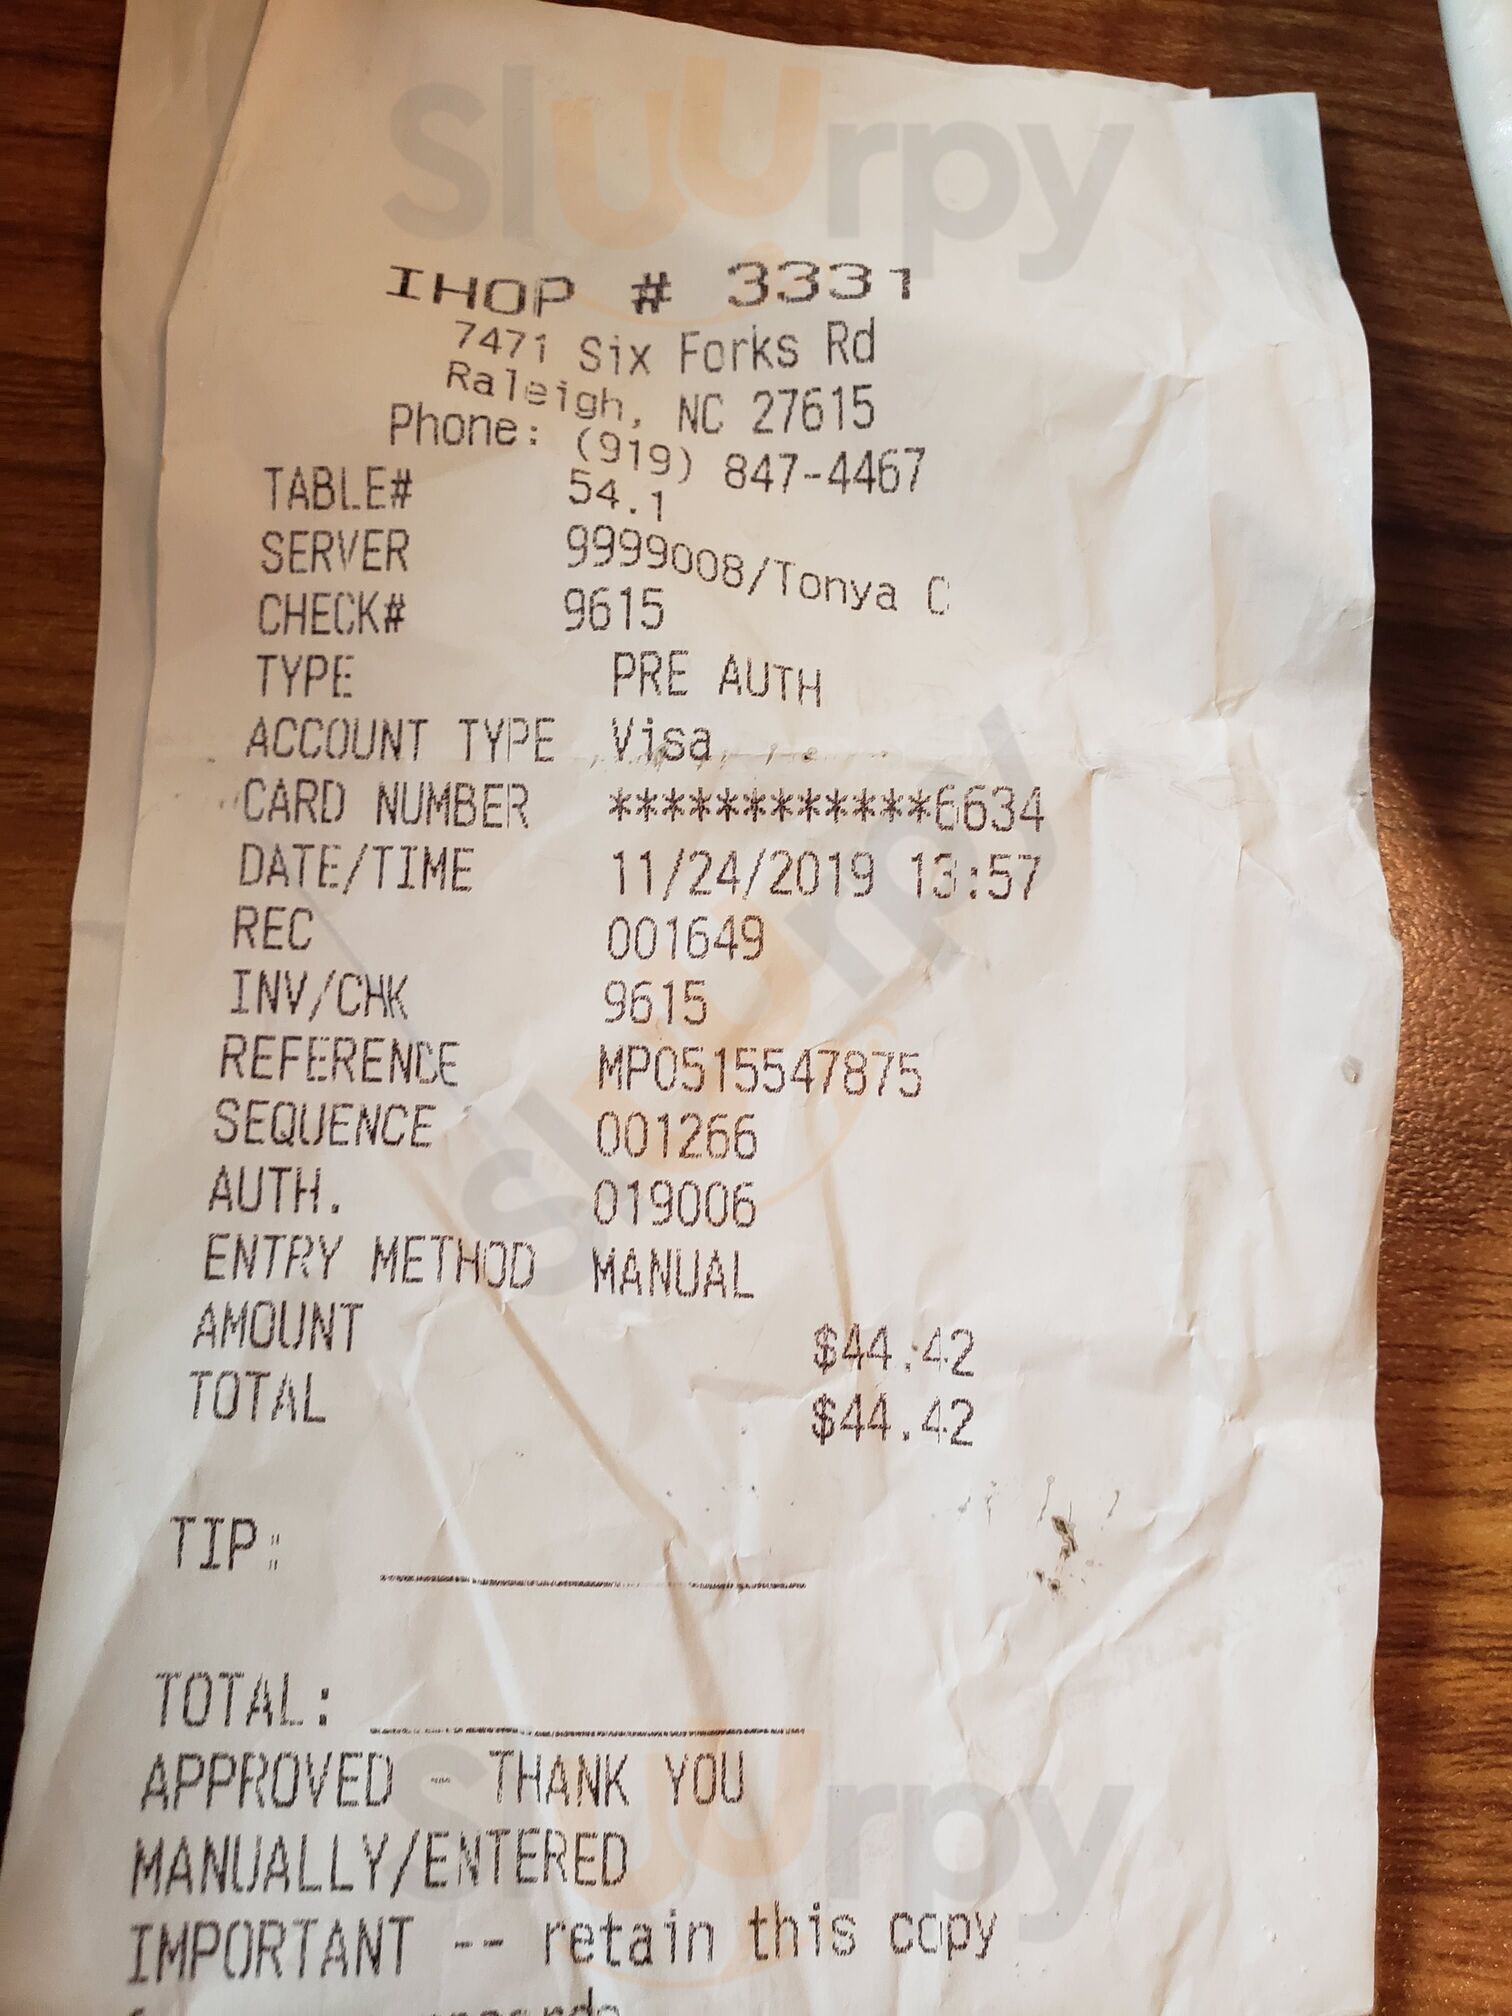 Sluurpy
IHOP # 3331
7471 Six Forks Rd
Raleigh, NC 27615
Phone: (919) 847-4467
TABLE# 54.1
SERVER 9999008/Tonya C
CHECK# 9615
TYPE PRE AUTH
ACCOUNT TYPE Visa
CARD NUMBER ************6634
DATE/TIME 11/24/2019 13:57
REC 001649
INV/CHK 9615
REFERENCE MP0515547875
SEQUENCE 001266
AUTH. 019006
ENTRY METHOD MANUAL
Sluurpy
AMOUNT $44.42
TOTAL $44.42
TIP:
TOTAL:
APPROVED - THANK YOU
Sluurpy
MANUALLY/ENTERED
IMPORTANT -- retain this copy